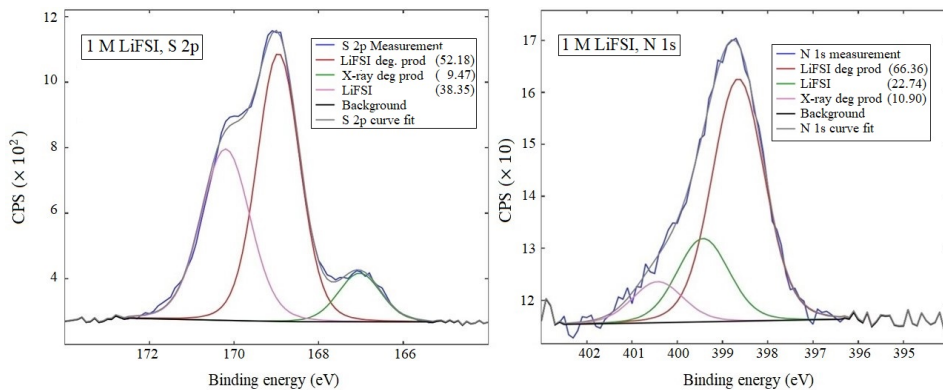 1 M LiFSI, S 2p
S 2p Measurement
LiFSI deg. prod (52.18)
X-ray deg prod ( 9.47)
LiFSI (38.35)
Background
S 2p curve fit
CPS (× 10²)
12
10
8
6
4
172 170 168 166
Binding energy (eV)
1 M LiFSI, N 1s
N 1s measurement
LiFSI deg prod (66.36)
LiFSI (22.74)
X-ray deg prod (10.90)
Background
N 1s curve fit
CPS (× 10)
17
16
15
14
13
12
402 401 400 399 398 397 396 395
Binding energy (eV)